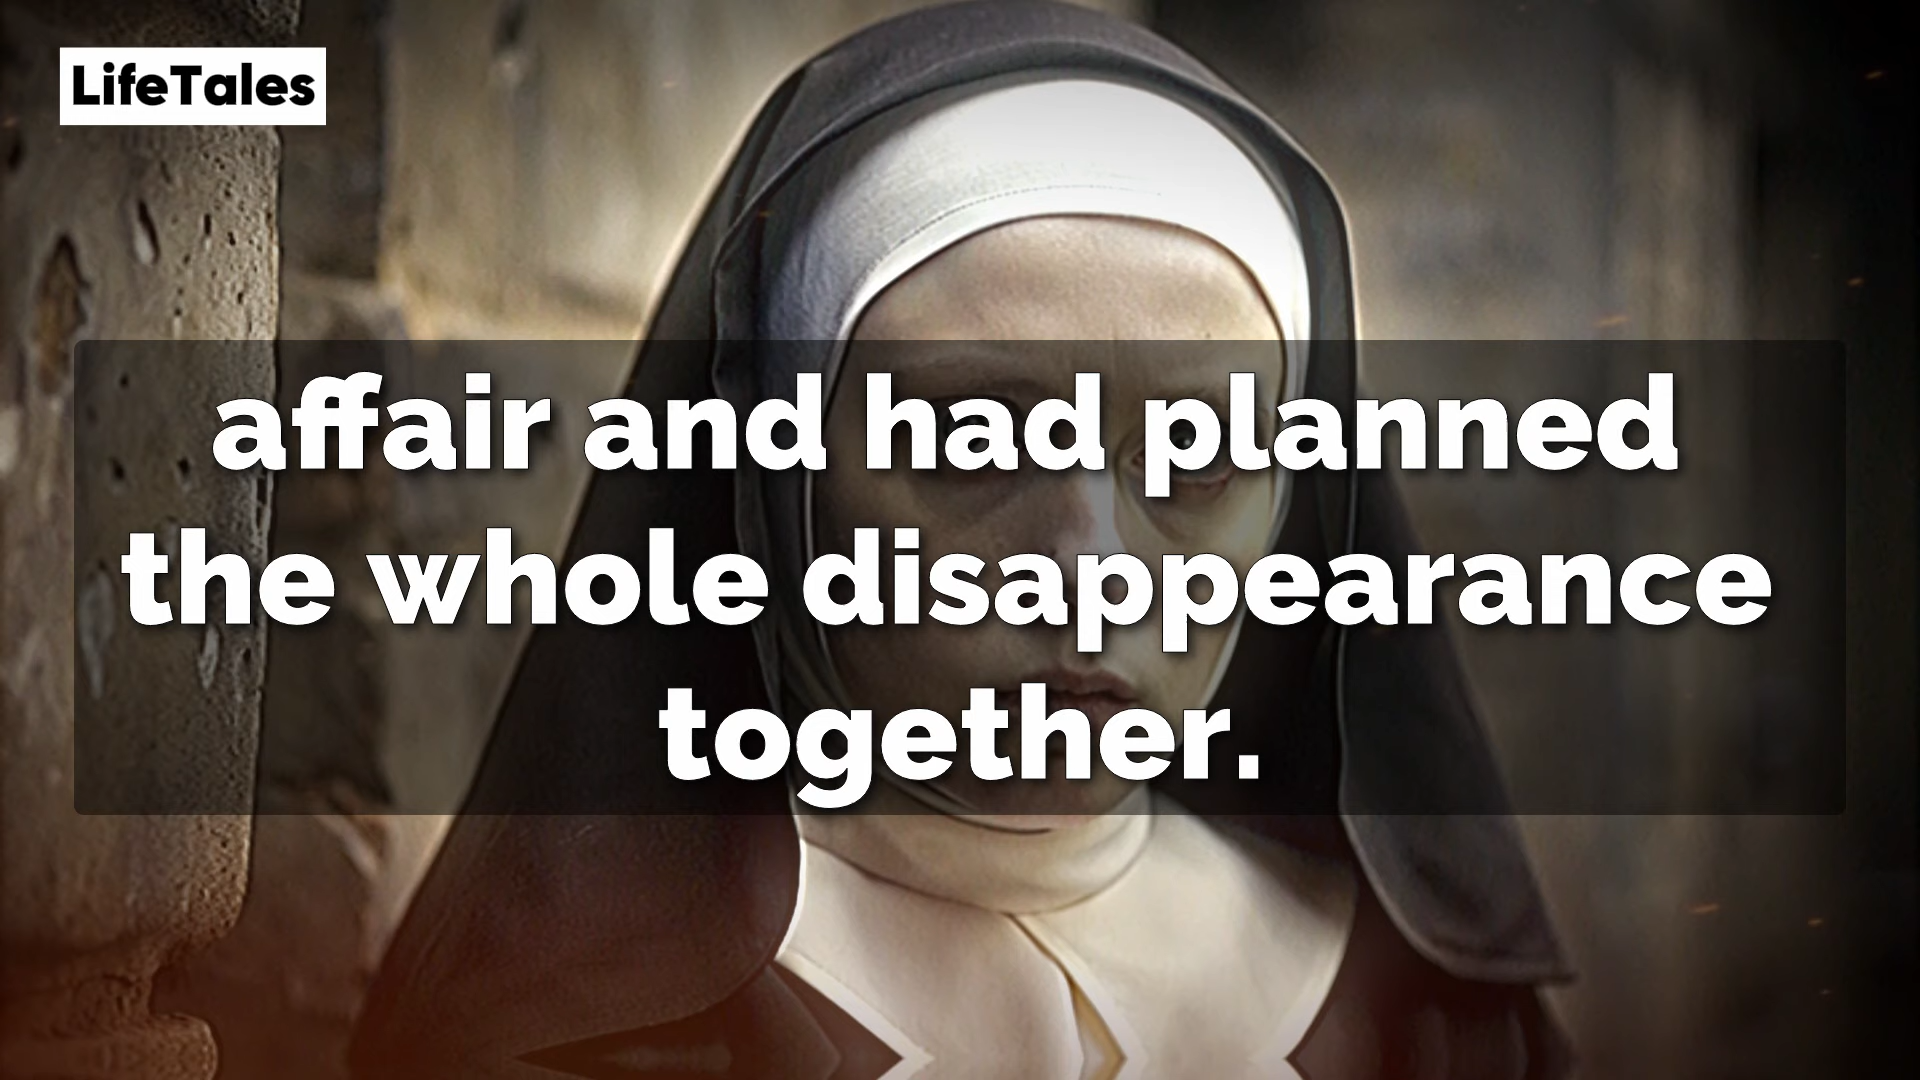 LifeTales
affair and had planned
the whole disappearance
together.